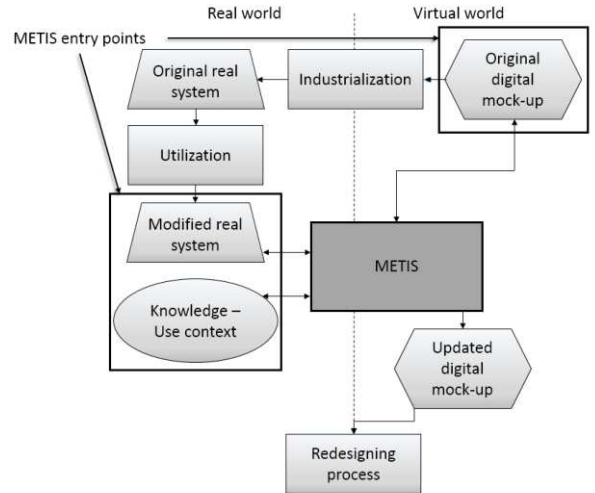 Real world
Virtual world
METIS entry points
Original real
system
Industrialization
Original
digital
mock-up
Utilization
Modified real
system
METIS
Knowledge –
Use context
Updated
digital
mock-up
Redesigning
process